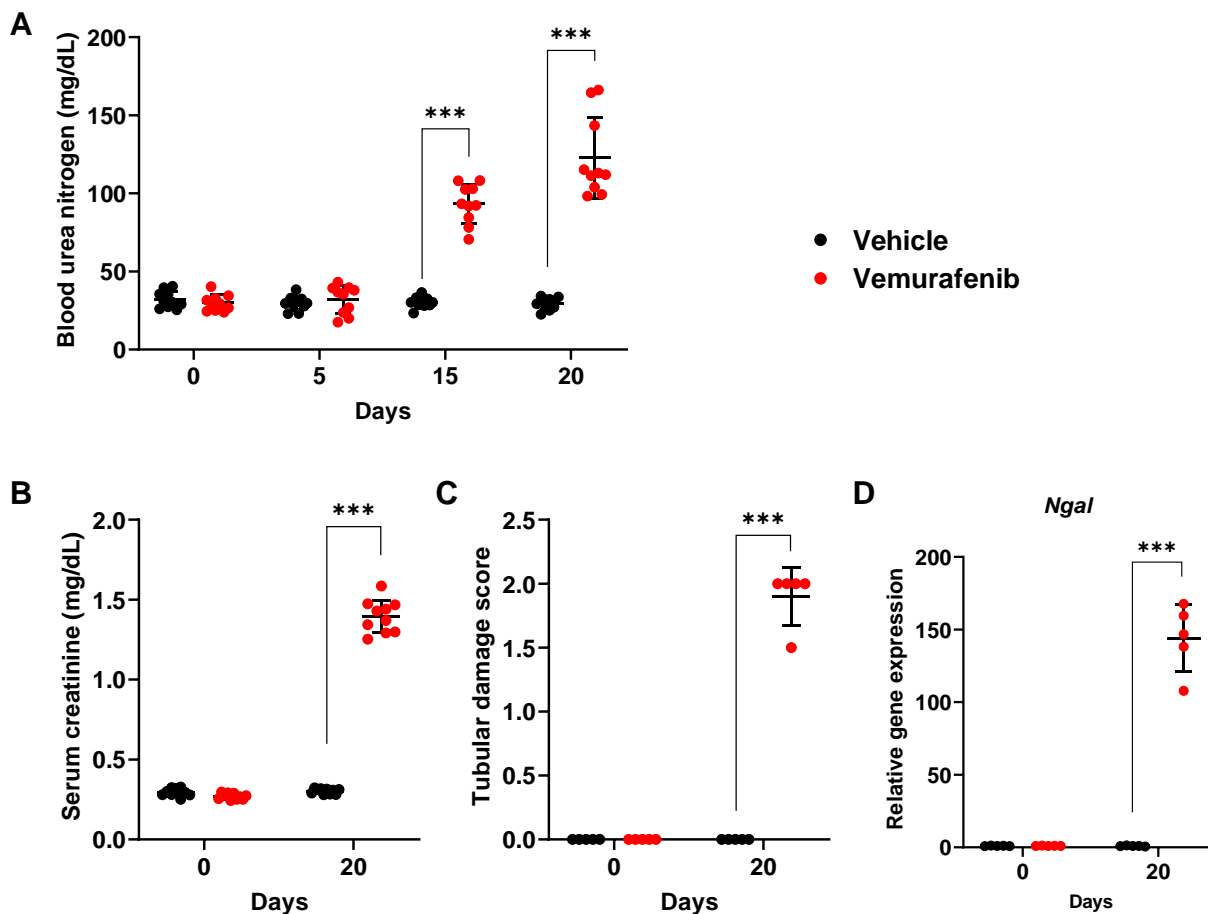 A
Blood urea nitrogen (mg/dL)
200
150
100
50
0
***
***
0 5 15 20
Days
Vehicle
Vemurafenib
B
Serum creatinine (mg/dL)
2.0
1.5
1.0
0.5
0.0
***
0 20
Days
C
Tubular damage score
2.5
2.0
1.5
1.0
0.5
0.0
***
0 20
Days
D
Ngal
Relative gene expression
200
150
100
50
0
***
0 20
Days